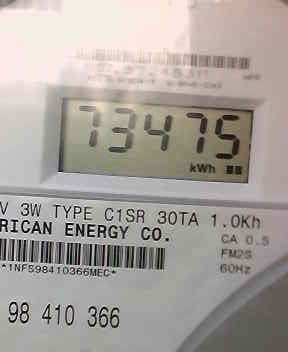 73475
kWh
V 3W TYPE C1SR 30TA 1.0Kh
RICAN ENERGY CO.
CA 0.5
FM2S
60Hz
*1NFS98410366MEC*
98 410 366